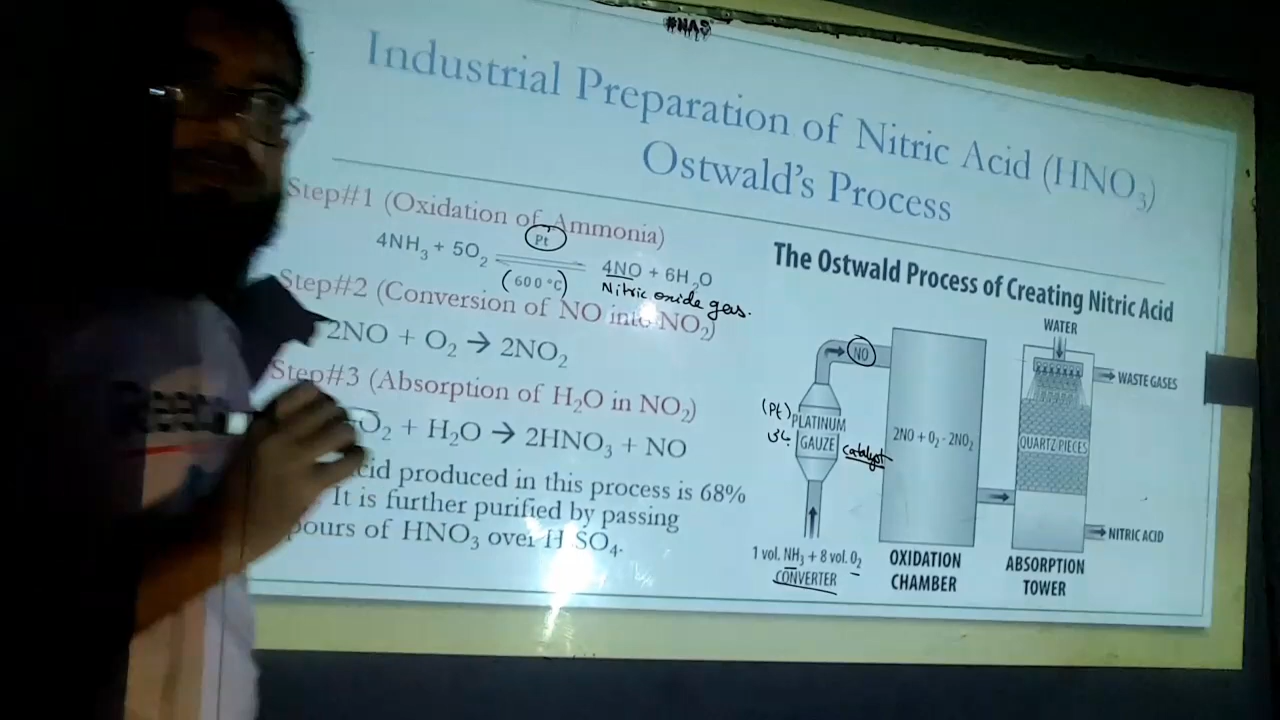 #NAS
Industrial Preparation of Nitric Acid (HNO₃)
Ostwald's Process
Step#1 (Oxidation of Ammonia)
Pt
4NH₃ + 5O₂ ⇌ 4NO + 6H₂O
(600 °C)
Nitric oxide gas.
Step#2 (Conversion of NO into NO₂)
2NO + O₂ → 2NO₂
Step#3 (Absorption of H₂O in NO₂)
O₂ + H₂O → 2HNO₃ + NO
cid produced in this process is 68%
It is further purified by passing
pours of HNO₃ over H SO₄.
The Ostwald Process of Creating Nitric Acid
WATER
NO
WASTE GASES
(Pt)
PLATINUM
GAUZE
catalyst
2NO + O₂ - 2NO₂
QUARTZ PIECES
NITRIC ACID
1 vol. NH₃ + 8 vol. O₂
CONVERTER
OXIDATION
CHAMBER
ABSORPTION
TOWER